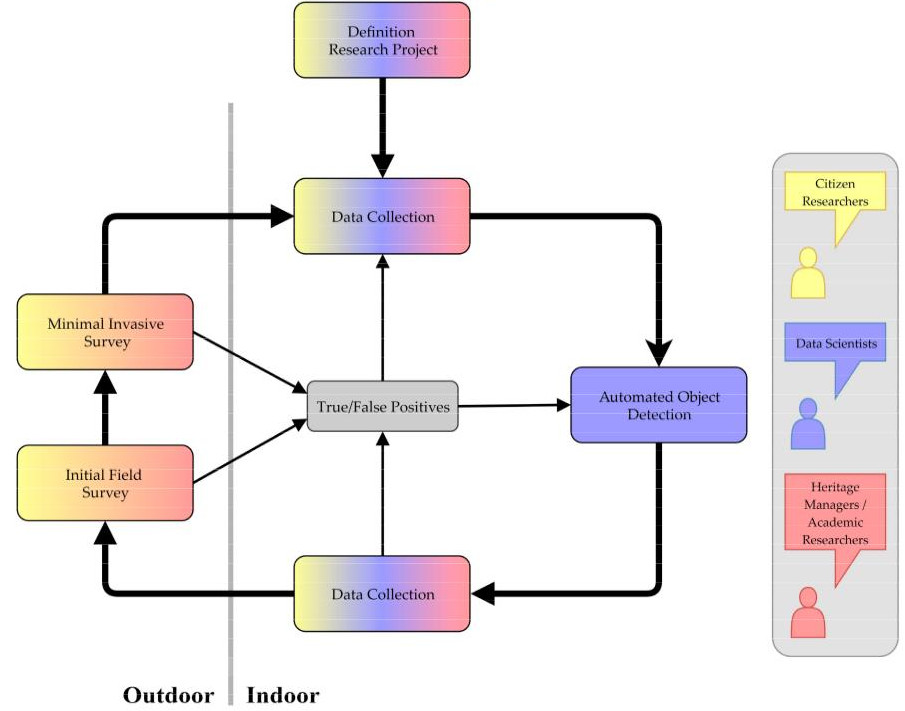 Definition
Research Project
Data Collection
Minimal Invasive
Survey
True/False Positives
Automated Object
Detection
Initial Field
Survey
Data Collection
Outdoor
Indoor
Citizen
Researchers
Data Scientists
Heritage
Managers /
Academic
Researchers